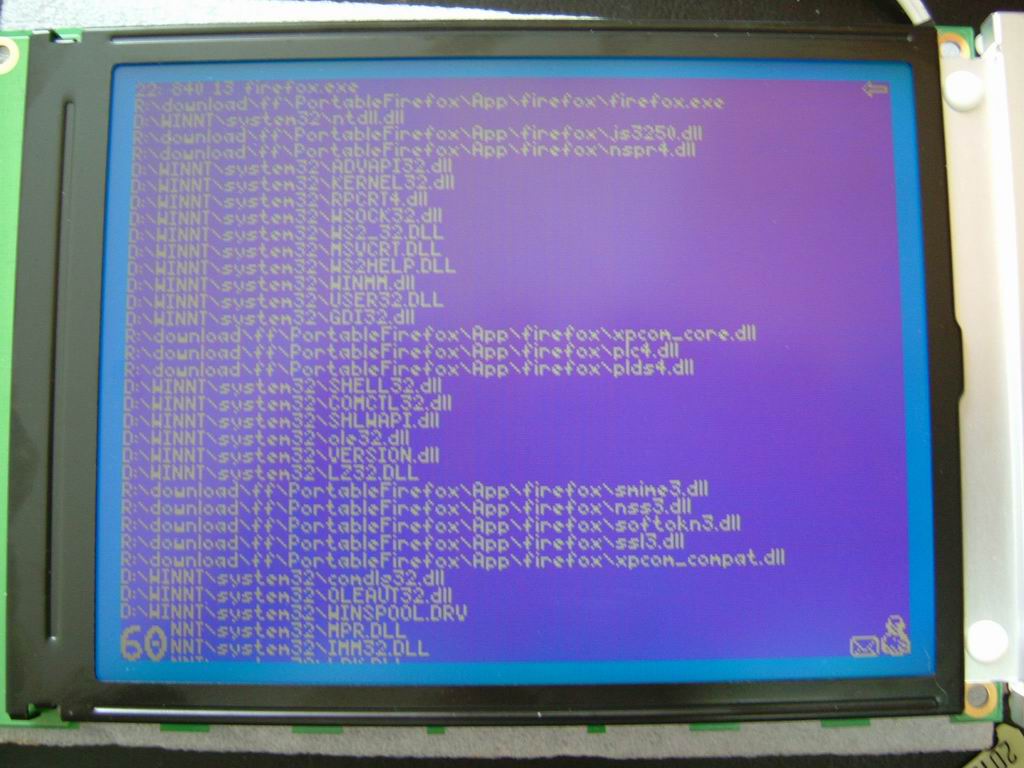 22: 840 13 firefox.exe
R:\download\ff\PortableFirefox\App\firefox\firefox.exe
D:\WINNT\system32\ntdll.dll
R:\download\ff\PortableFirefox\App\firefox\js3250.dll
R:\download\ff\PortableFirefox\App\firefox\nspr4.dll
D:\WINNT\system32\ADVAPI32.dll
D:\WINNT\system32\KERNEL32.dll
D:\WINNT\system32\RPCRT4.dll
D:\WINNT\system32\WSOCK32.dll
D:\WINNT\system32\WS2_32.DLL
D:\WINNT\system32\MSVCRT.DLL
D:\WINNT\system32\WS2HELP.DLL
D:\WINNT\system32\WINMM.dll
D:\WINNT\system32\USER32.DLL
D:\WINNT\system32\GDI32.dll
R:\download\ff\PortableFirefox\App\firefox\xpcom_core.dll
R:\download\ff\PortableFirefox\App\firefox\plc4.dll
R:\download\ff\PortableFirefox\App\firefox\plds4.dll
D:\WINNT\system32\SHELL32.dll
D:\WINNT\system32\COMCTL32.dll
D:\WINNT\system32\SHLWAPI.dll
D:\WINNT\system32\ole32.dll
D:\WINNT\system32\VERSION.dll
D:\WINNT\system32\LZ32.DLL
R:\download\ff\PortableFirefox\App\firefox\smime3.dll
R:\download\ff\PortableFirefox\App\firefox\nss3.dll
R:\download\ff\PortableFirefox\App\firefox\softokn3.dll
R:\download\ff\PortableFirefox\App\firefox\ssl3.dll
R:\download\ff\PortableFirefox\App\firefox\xpcom_compat.dll
D:\WINNT\system32\comdlg32.dll
D:\WINNT\system32\OLEAUT32.dll
D:\WINNT\system32\WINSPOOL.DRV
NNT\system32\MPR.DLL
60 NNT\system32\IMM32.DLL